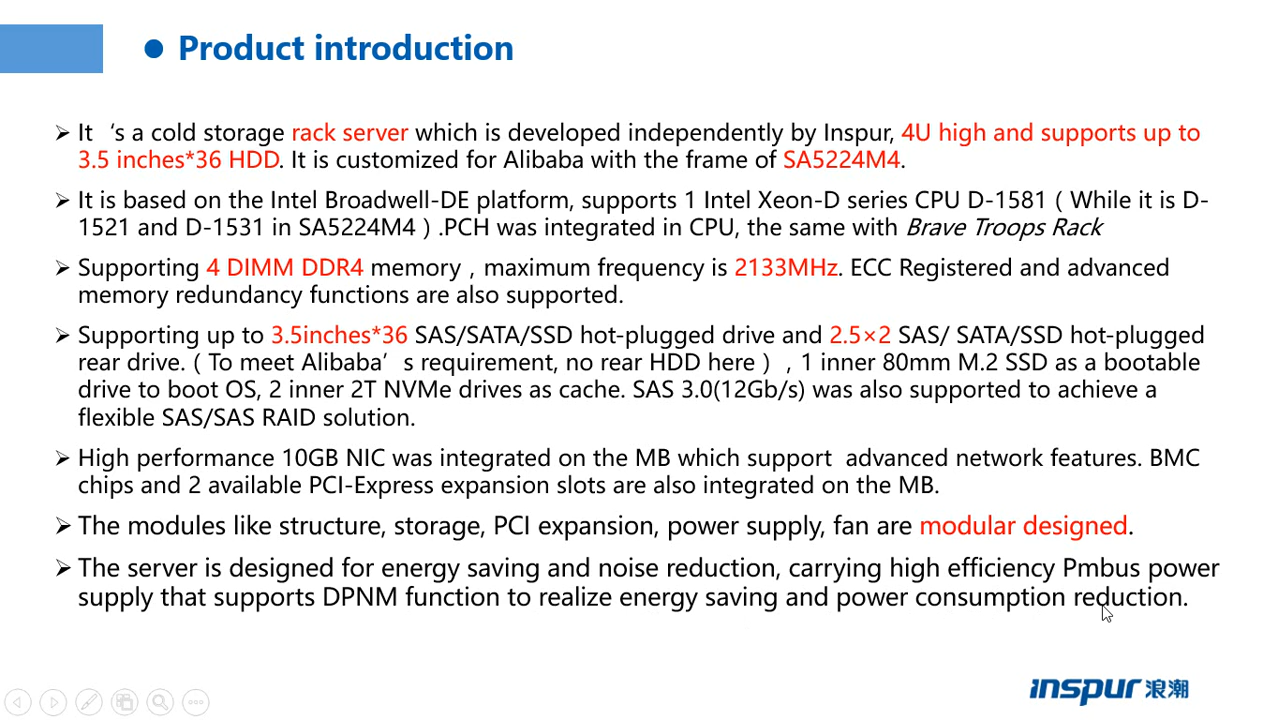 ● Product introduction
➢ It ‘s a cold storage rack server which is developed independently by Inspur, 4U high and supports up to
3.5 inches*36 HDD. It is customized for Alibaba with the frame of SA5224M4.
➢ It is based on the Intel Broadwell-DE platform, supports 1 Intel Xeon-D series CPU D-1581 ( While it is D-
1521 and D-1531 in SA5224M4 ) .PCH was integrated in CPU, the same with Brave Troops Rack
➢ Supporting 4 DIMM DDR4 memory , maximum frequency is 2133MHz. ECC Registered and advanced
memory redundancy functions are also supported.
➢ Supporting up to 3.5inches*36 SAS/SATA/SSD hot-plugged drive and 2.5×2 SAS/ SATA/SSD hot-plugged
rear drive. ( To meet Alibaba’ s requirement, no rear HDD here ) , 1 inner 80mm M.2 SSD as a bootable
drive to boot OS, 2 inner 2T NVMe drives as cache. SAS 3.0(12Gb/s) was also supported to achieve a
flexible SAS/SAS RAID solution.
➢ High performance 10GB NIC was integrated on the MB which support advanced network features. BMC
chips and 2 available PCI-Express expansion slots are also integrated on the MB.
➢ The modules like structure, storage, PCI expansion, power supply, fan are modular designed.
➢ The server is designed for energy saving and noise reduction, carrying high efficiency Pmbus power
supply that supports DPNM function to realize energy saving and power consumption reduction.
inspur 浪潮